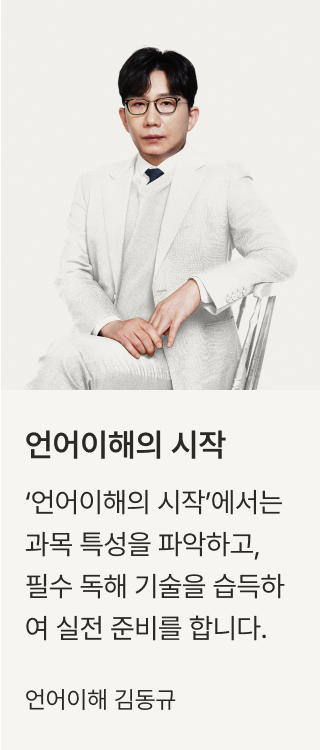 언어이해의 시작
‘언어이해의 시작’에서는
과목 특성을 파악하고,
필수 독해 기술을 습득하
여 실전 준비를 합니다.
언어이해 김동규